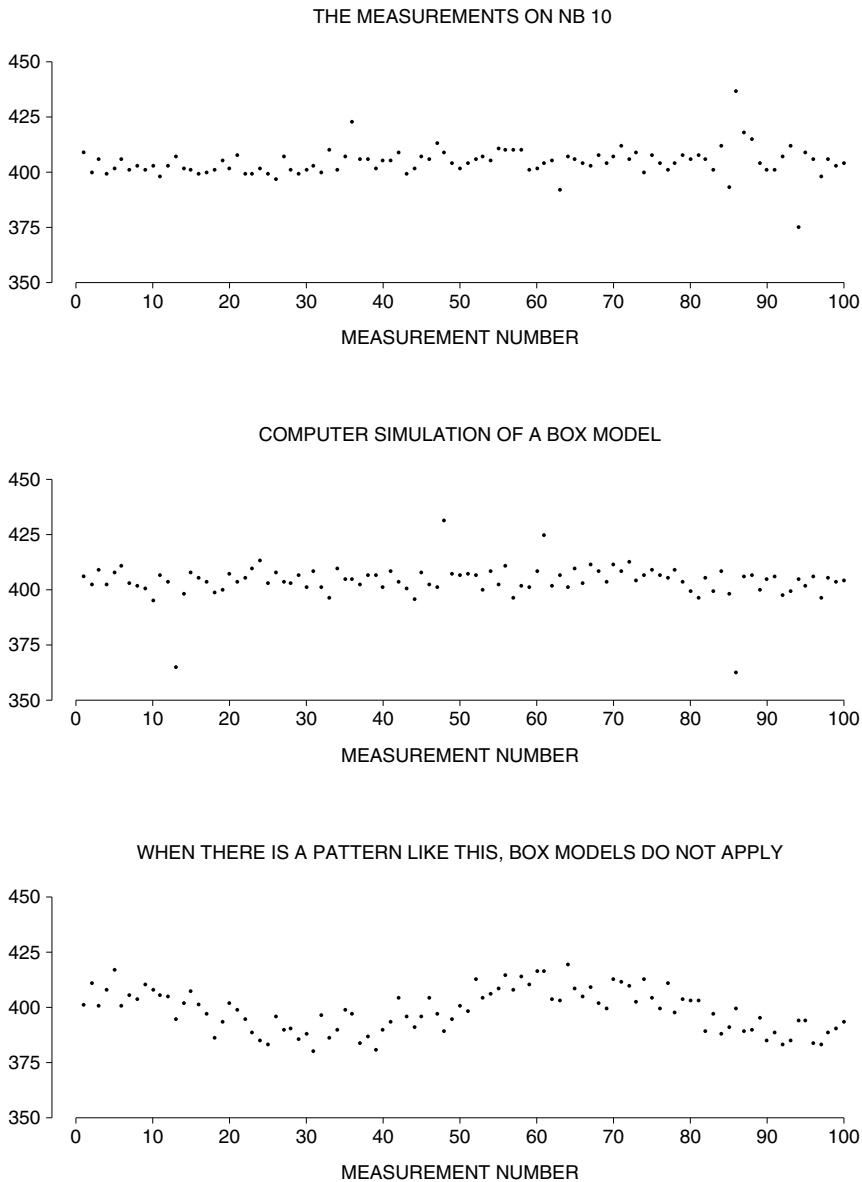 THE MEASUREMENTS ON NB 10
450
425
400
375
350
0 10 20 30 40 50 60 70 80 90 100
MEASUREMENT NUMBER
COMPUTER SIMULATION OF A BOX MODEL
450
425
400
375
350
0 10 20 30 40 50 60 70 80 90 100
MEASUREMENT NUMBER
WHEN THERE IS A PATTERN LIKE THIS, BOX MODELS DO NOT APPLY
450
425
400
375
350
0 10 20 30 40 50 60 70 80 90 100
MEASUREMENT NUMBER